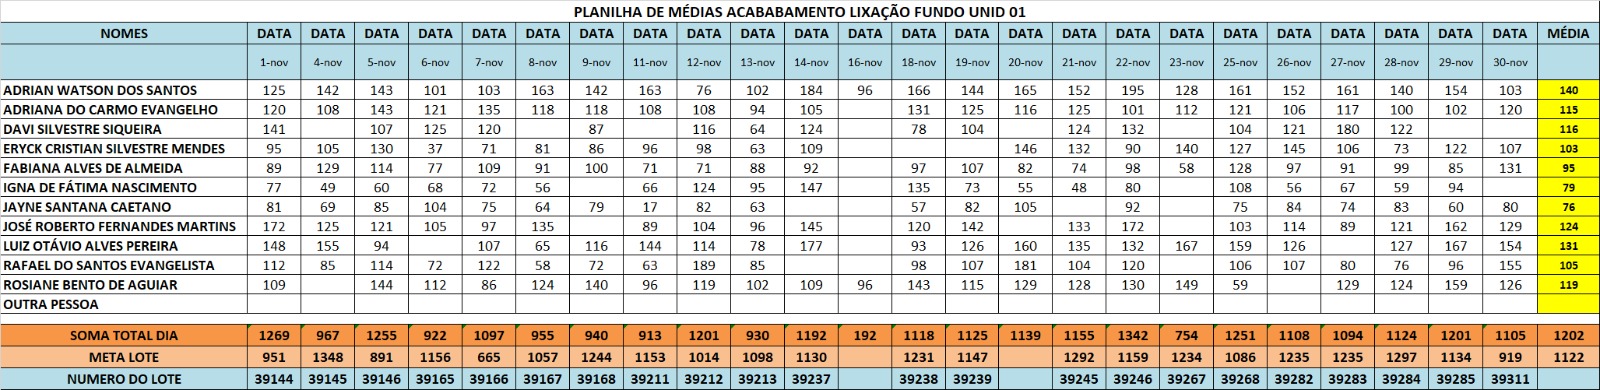 PLANILHA DE MÉDIAS ACABABAMENTO LIXAÇÃO FUNDO UNID 01
NOMES DATA DATA DATA DATA DATA DATA DATA DATA DATA DATA DATA DATA DATA DATA DATA DATA DATA DATA DATA DATA DATA DATA DATA DATA MÉDIA
1-nov 4-nov 5-nov 6-nov 7-nov 8-nov 9-nov 11-nov 12-nov 13-nov 14-nov 16-nov 18-nov 19-nov 20-nov 21-nov 22-nov 23-nov 25-nov 26-nov 27-nov 28-nov 29-nov 30-nov
ADRIAN WATSON DOS SANTOS 125 142 143 101 103 163 142 163 76 102 184 96 166 144 165 152 195 128 161 152 161 140 154 103 140
ADRIANA DO CARMO EVANGELHO 120 108 143 121 135 118 118 108 108 94 105 131 125 116 125 101 112 121 106 117 100 102 120 115
DAVI SILVESTRE SIQUEIRA 141 107 125 120 87 116 64 124 78 104 124 132 104 121 180 122 116
ERYCK CRISTIAN SILVESTRE MENDES 95 105 130 37 71 81 86 96 98 63 109 146 132 90 140 127 145 106 73 122 107 103
FABIANA ALVES DE ALMEIDA 89 129 114 77 109 91 100 71 71 88 92 97 107 82 74 98 58 128 97 91 99 85 131 95
IGNA DE FÁTIMA NASCIMENTO 77 49 60 68 72 56 66 124 95 147 135 73 55 48 80 108 56 67 59 94 79
JAYNE SANTANA CAETANO 81 69 85 104 75 64 79 17 82 63 57 82 105 92 75 84 74 83 60 80 76
JOSÉ ROBERTO FERNANDES MARTINS 172 125 121 105 97 135 89 104 96 145 120 142 133 172 103 114 89 121 162 129 124
LUIZ OTÁVIO ALVES PEREIRA 148 155 94 107 65 116 144 114 78 177 93 126 160 135 132 167 159 126 127 167 154 131
RAFAEL DO SANTOS EVANGELISTA 112 85 114 72 122 58 72 63 189 85 98 107 181 104 120 106 107 80 76 96 155 105
ROSIANE BENTO DE AGUIAR 109 144 112 86 124 140 96 119 102 109 96 143 115 129 128 130 149 59 129 124 159 126 119
OUTRA PESSOA
SOMA TOTAL DIA 1269 967 1255 922 1097 955 940 913 1201 930 1192 192 1118 1125 1139 1155 1342 754 1251 1108 1094 1124 1201 1105 1202
META LOTE 951 1348 891 1156 665 1057 1244 1153 1014 1098 1130 1231 1147 1292 1159 1234 1086 1235 1235 1297 1134 919 1122
NUMERO DO LOTE 39144 39145 39146 39165 39166 39167 39168 39211 39212 39213 39237 39238 39239 39245 39246 39267 39268 39282 39283 39284 39285 39311